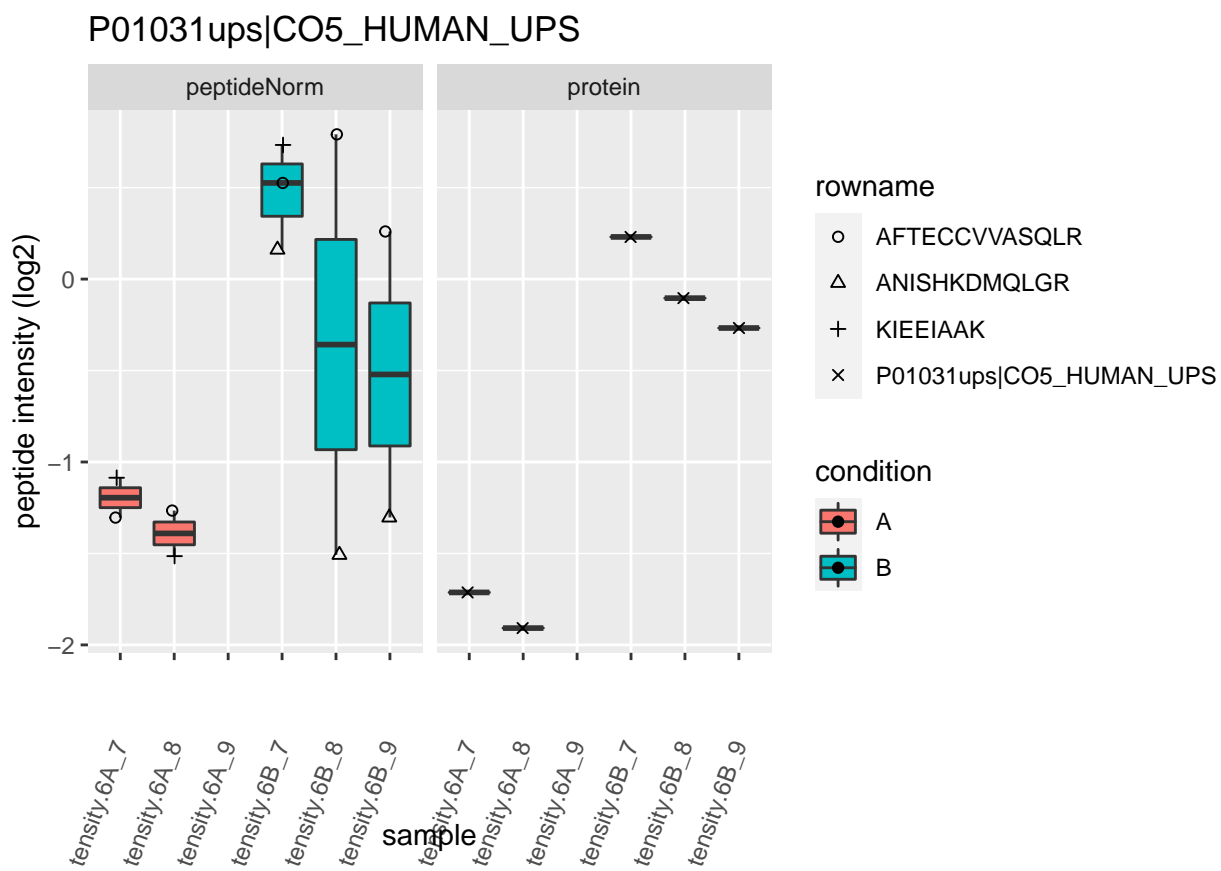 P01031ups|CO5_HUMAN_UPS
peptideNorm
protein
peptide intensity (log2)
0
−1
−2
tensity.6A_7
tensity.6A_8
tensity.6A_9
tensity.6B_7
tensity.6B_8
tensity.6B_9
tensity.6A_7
tensity.6A_8
tensity.6A_9
tensity.6B_7
tensity.6B_8
tensity.6B_9
sample
rowname
AFTECCVVASQLR
ANISHKDMQLGR
KIEEIAAK
P01031ups|CO5_HUMAN_UPS
condition
A
B